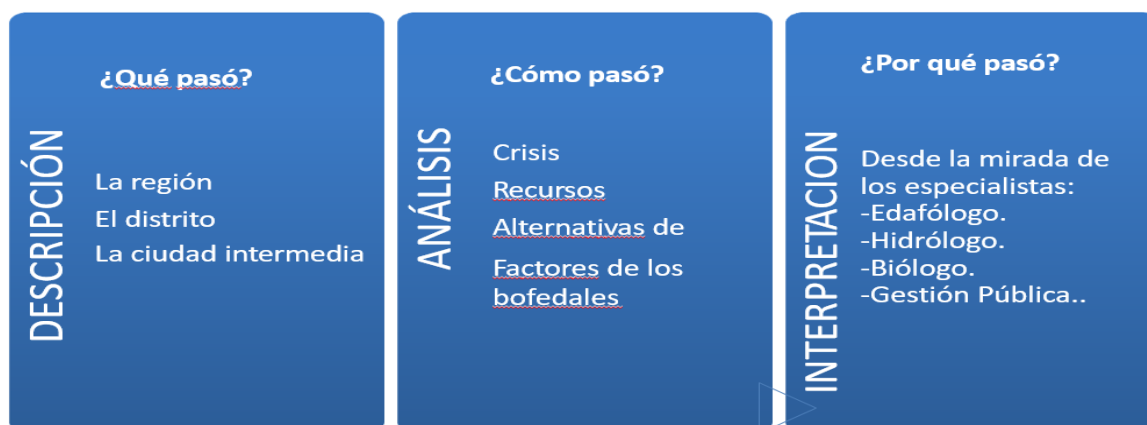 DESCRIPCIÓN
¿Qué pasó?
La región
El distrito
La ciudad intermedia
ANÁLISIS
¿Cómo pasó?
Crisis
Recursos
Alternativas de
Factores de los
bofedales
INTERPRETACION
¿Por qué pasó?
Desde la mirada de
los especialistas:
-Edafólogo.
-Hidrólogo.
-Biólogo.
-Gestión Pública..